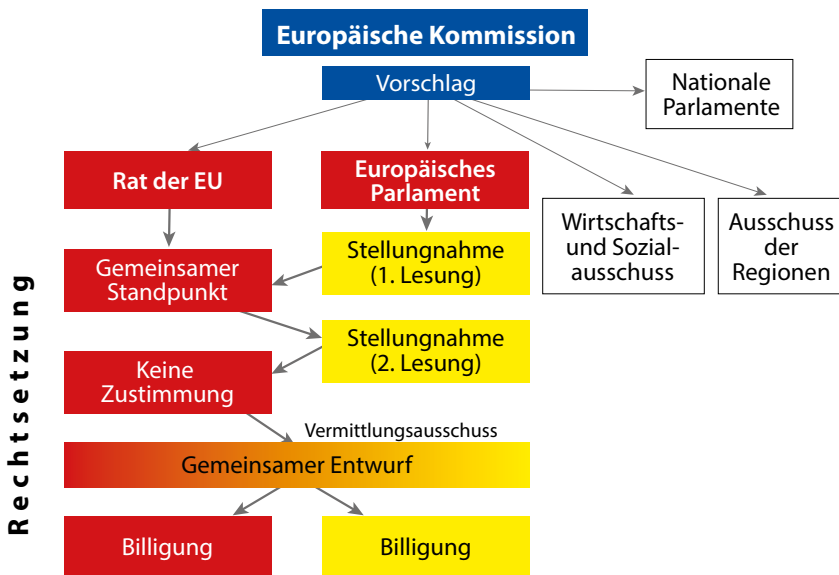 Europäische Kommission
Vorschlag
Nationale
Parlamente
Rat der EU
Europäisches
Parlament
Wirtschafts-
und Sozial-
ausschuss
Ausschuss
der
Regionen
Stellungnahme
(1. Lesung)
Gemeinsamer
Standpunkt
Stellungnahme
(2. Lesung)
Keine
Zustimmung
Vermittlungsausschuss
Gemeinsamer Entwurf
Billigung
Billigung
Rechtsetzung